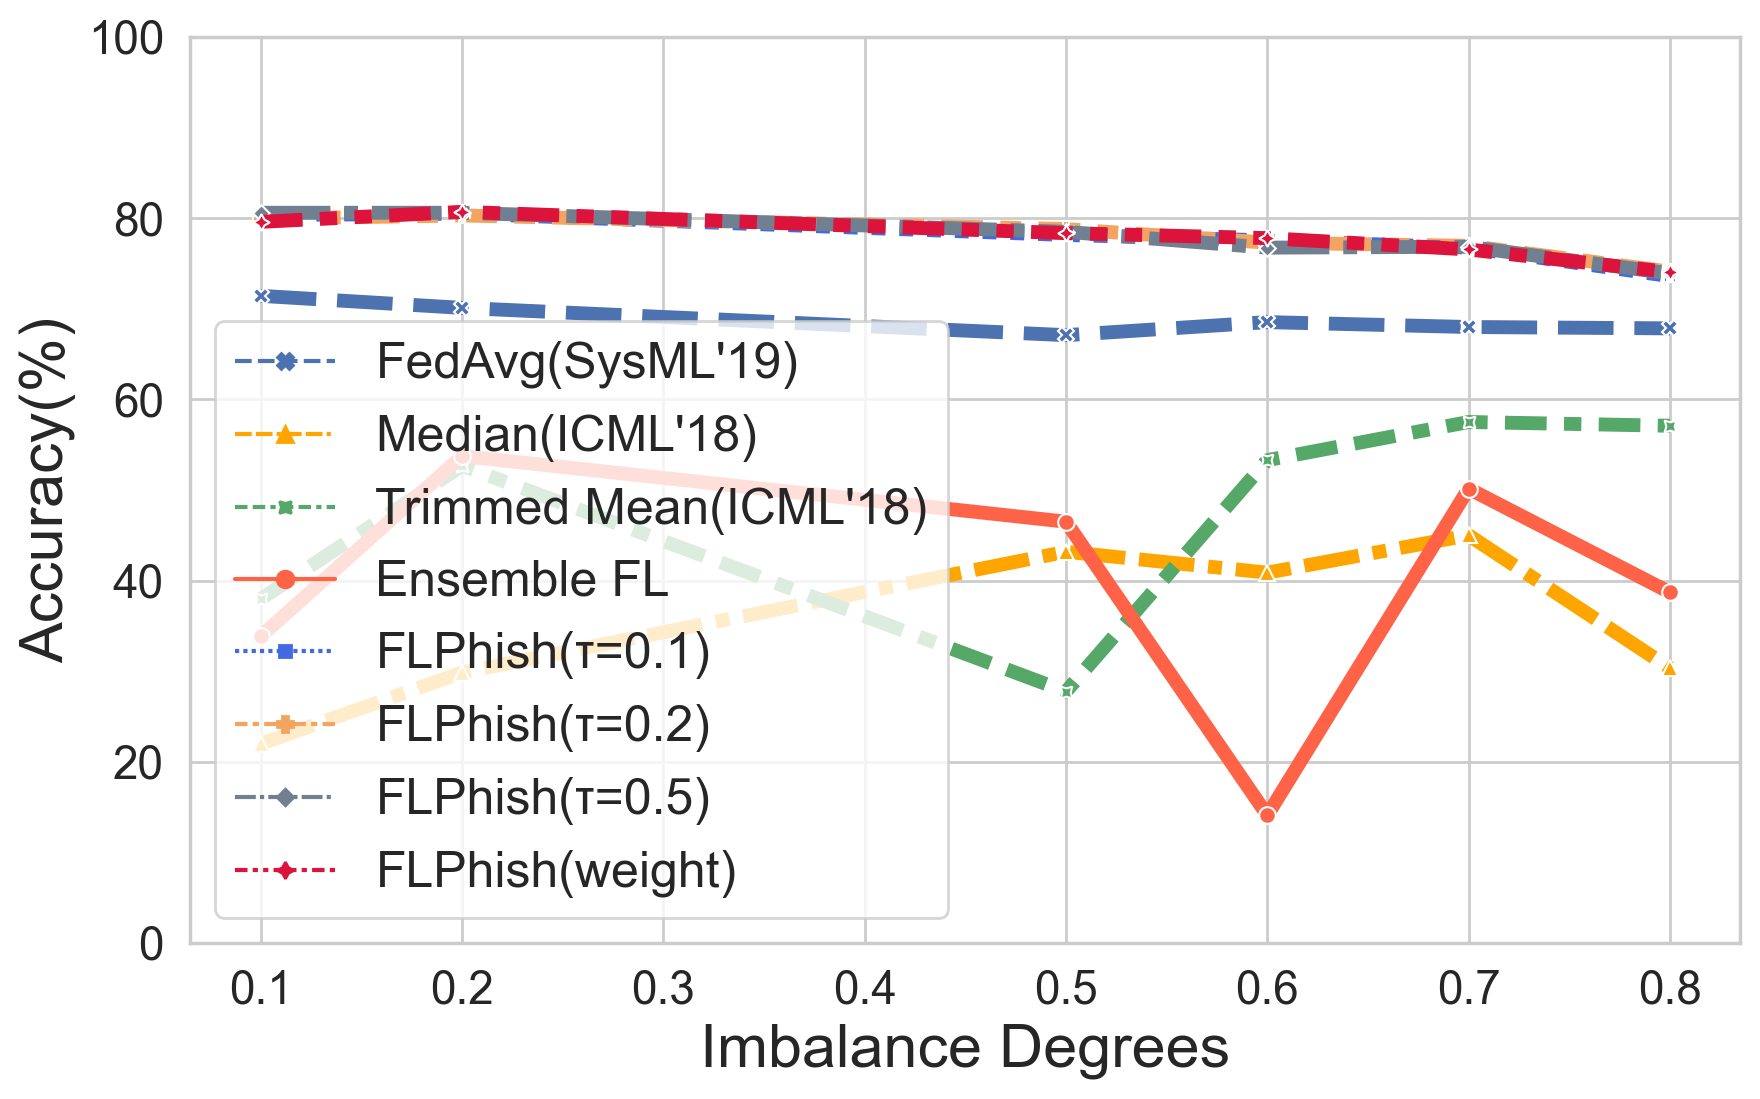 100
80
60
40
20
0
Accuracy(%)
FedAvg(SysML'19)
Median(ICML'18)
Trimmed Mean(ICML'18)
Ensemble FL
FLPhish(τ=0.1)
FLPhish(τ=0.2)
FLPhish(τ=0.5)
FLPhish(weight)
0.1 0.2 0.3 0.4 0.5 0.6 0.7 0.8
Imbalance Degrees